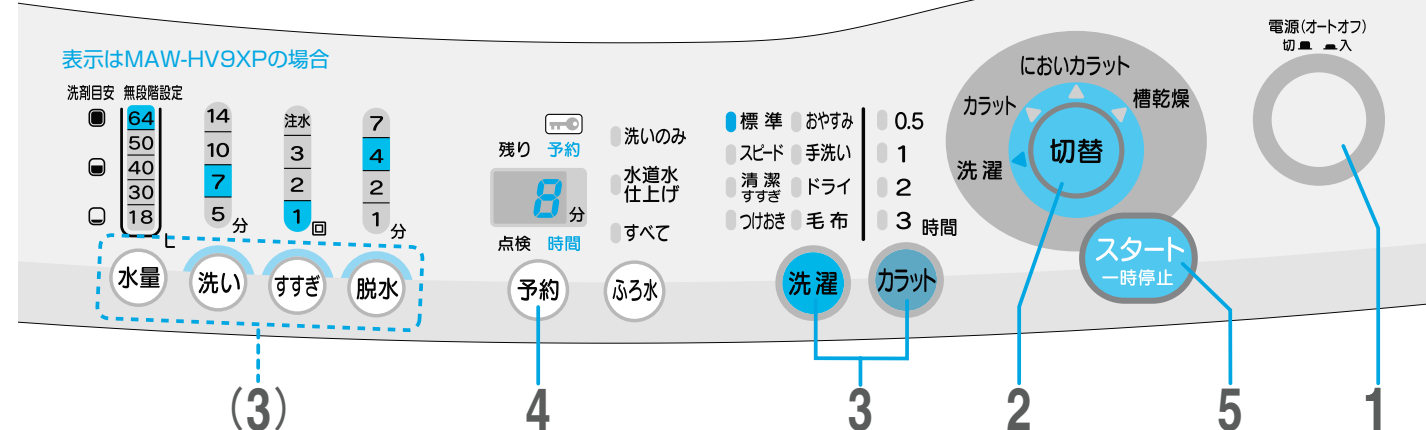 表示はMAW-HV9XPの場合
洗剤目安 無段階設定
64
50
40
30
18
L
14
10
7
5
分
注水
3
2
1
回
7
4
2
1
分
水量
洗い
すすぎ
脱水
(3)
残り 予約
8分
点検 時間
予約
4
洗いのみ
水道水
仕上げ
すべて
ふろ水
標準 おやすみ
スピード 手洗い
清潔
すすぎ
ドライ
つけおき 毛布
0.5
1
2
3 時間
洗濯
カラット
3
においカラット
カラット
槽乾燥
洗濯
切替
2
スタート
一時停止
5
電源(オートオフ)
切 入
1